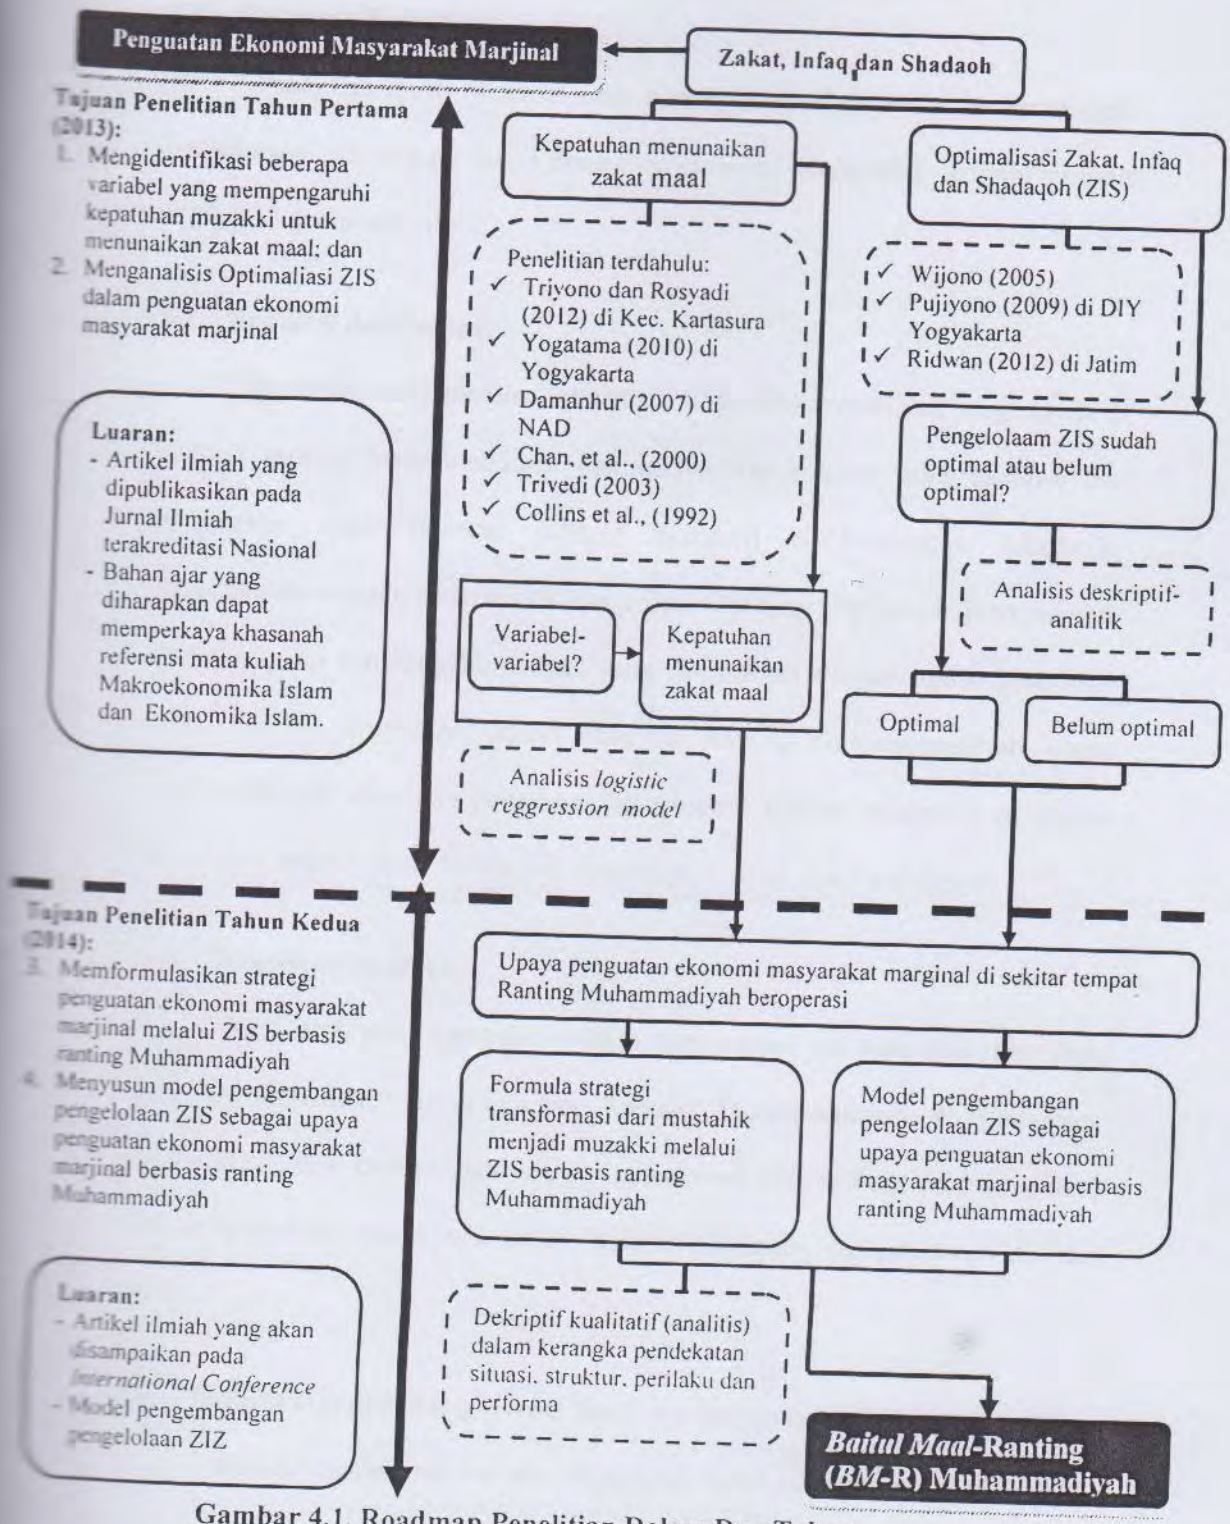 Penguatan Ekonomi Masyarakat Marjinal
Zakat, Infaq dan Shadaoh
Tujuan Penelitian Tahun Pertama
(2013):
1. Mengidentifikasi beberapa
variabel yang mempengaruhi
kepatuhan muzakki untuk
menunaikan zakat maal; dan
2. Menganalisis Optimaliasi ZIS
dalam penguatan ekonomi
masyarakat marjinal
Luaran:
- Artikel ilmiah yang
dipublikasikan pada
Jurnal Ilmiah
terakreditasi Nasional
- Bahan ajar yang
diharapkan dapat
memperkaya khasanah
referensi mata kuliah
Makroekonomika Islam
dan Ekonomika Islam.
Kepatuhan menunaikan
zakat maal
Penelitian terdahulu:
✓ Triyono dan Rosyadi
(2012) di Kec. Kartasura
✓ Yogatama (2010) di
Yogyakarta
✓ Damanhur (2007) di
NAD
✓ Chan, et al., (2000)
✓ Trivedi (2003)
✓ Collins et al., (1992)
Variabel-
variabel?
Kepatuhan
menunaikan
zakat maal
Analisis logistic
reggression model
Optimalisasi Zakat. Infaq
dan Shadaqoh (ZIS)
✓ Wijono (2005)
✓ Pujiyono (2009) di DIY
Yogyakarta
✓ Ridwan (2012) di Jatim
Pengelolaam ZIS sudah
optimal atau belum
optimal?
Analisis deskriptif-
analitik
Optimal
Belum optimal
Tujuan Penelitian Tahun Kedua
(2014):
3. Memformulasikan strategi
penguatan ekonomi masyarakat
marjinal melalui ZIS berbasis
ranting Muhammadiyah
4. Menyusun model pengembangan
pengelolaan ZIS sebagai upaya
penguatan ekonomi masyarakat
marjinal berbasis ranting
Muhammadiyah
Luaran:
- Artikel ilmiah yang akan
disampaikan pada
International Conference
- Model pengembangan
pengelolaan ZIZ
Upaya penguatan ekonomi masyarakat marginal di sekitar tempat
Ranting Muhammadiyah beroperasi
Formula strategi
transformasi dari mustahik
menjadi muzakki melalui
ZIS berbasis ranting
Muhammadiyah
Model pengembangan
pengelolaan ZIS sebagai
upaya penguatan ekonomi
masyarakat marjinal berbasis
ranting Muhammadiyah
Dekriptif kualitatif (analitis)
dalam kerangka pendekatan
situasi. struktur. perilaku dan
performa
Baitul Maal-Ranting
(BM-R) Muhammadiyah
Gambar 4.1. Roadmap Penelitian Dalam Dua